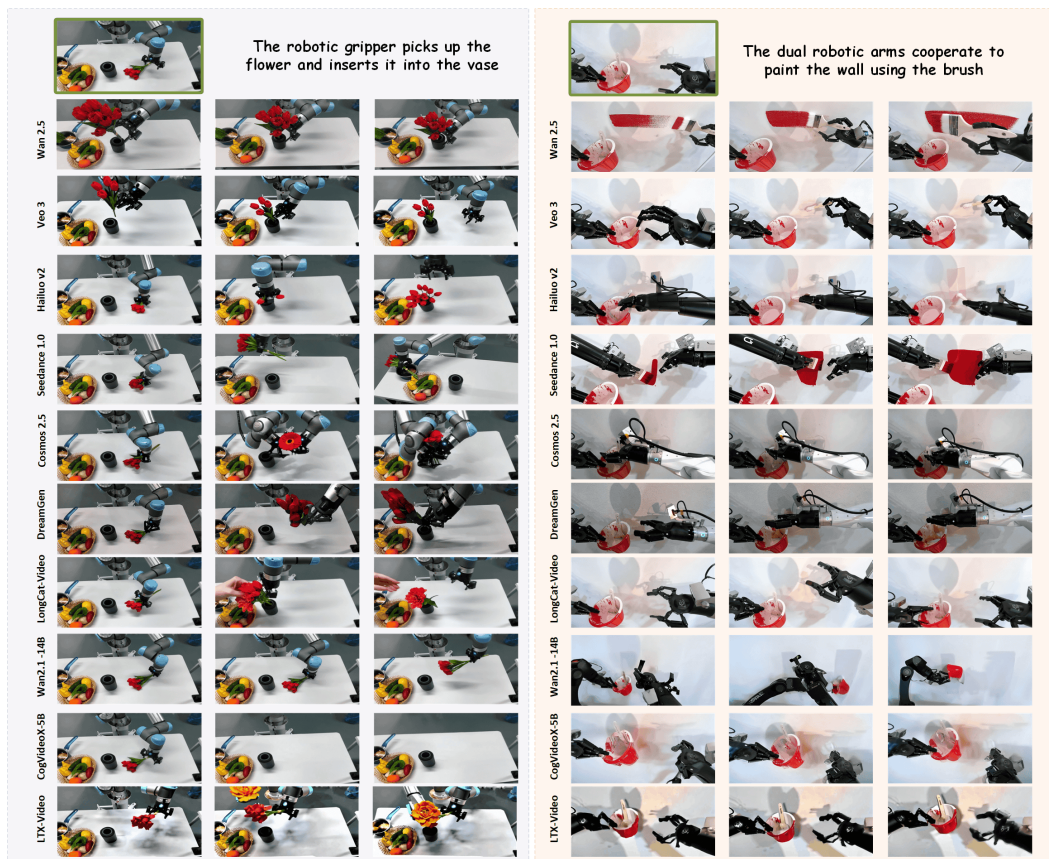 The robotic gripper picks up the
flower and inserts it into the vase
Wan 2.5
Veo 3
Hailuo v2
Seedance 1.0
Cosmos 2.5
DreamGen
LongCat-Video
Wan2.1 -14B
CogVideoX-5B
LTX-Video
The dual robotic arms cooperate to
paint the wall using the brush
Wan 2.5
Veo 3
Hailuo v2
Seedance 1.0
Cosmos 2.5
DreamGen
LongCat-Video
Wan2.1 -14B
CogVideoX-5B
LTX-Video